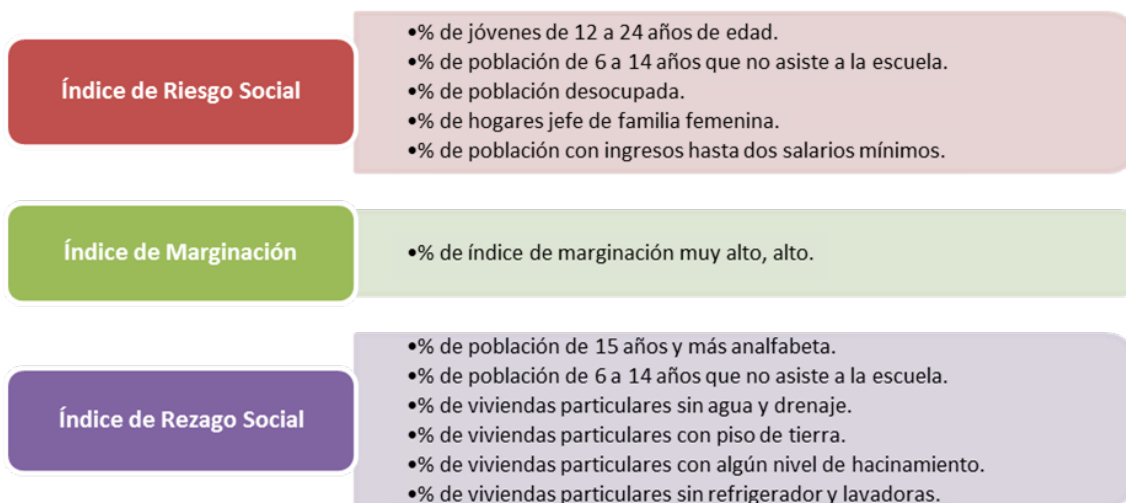 Índice de Riesgo Social
•% de jóvenes de 12 a 24 años de edad.
•% de población de 6 a 14 años que no asiste a la escuela.
•% de población desocupada.
•% de hogares jefe de familia femenina.
•% de población con ingresos hasta dos salarios mínimos.
Índice de Marginación
•% de índice de marginación muy alto, alto.
Índice de Rezago Social
•% de población de 15 años y más analfabeta.
•% de población de 6 a 14 años que no asiste a la escuela.
•% de viviendas particulares sin agua y drenaje.
•% de viviendas particulares con piso de tierra.
•% de viviendas particulares con algún nivel de hacinamiento.
•% de viviendas particulares sin refrigerador y lavadoras.